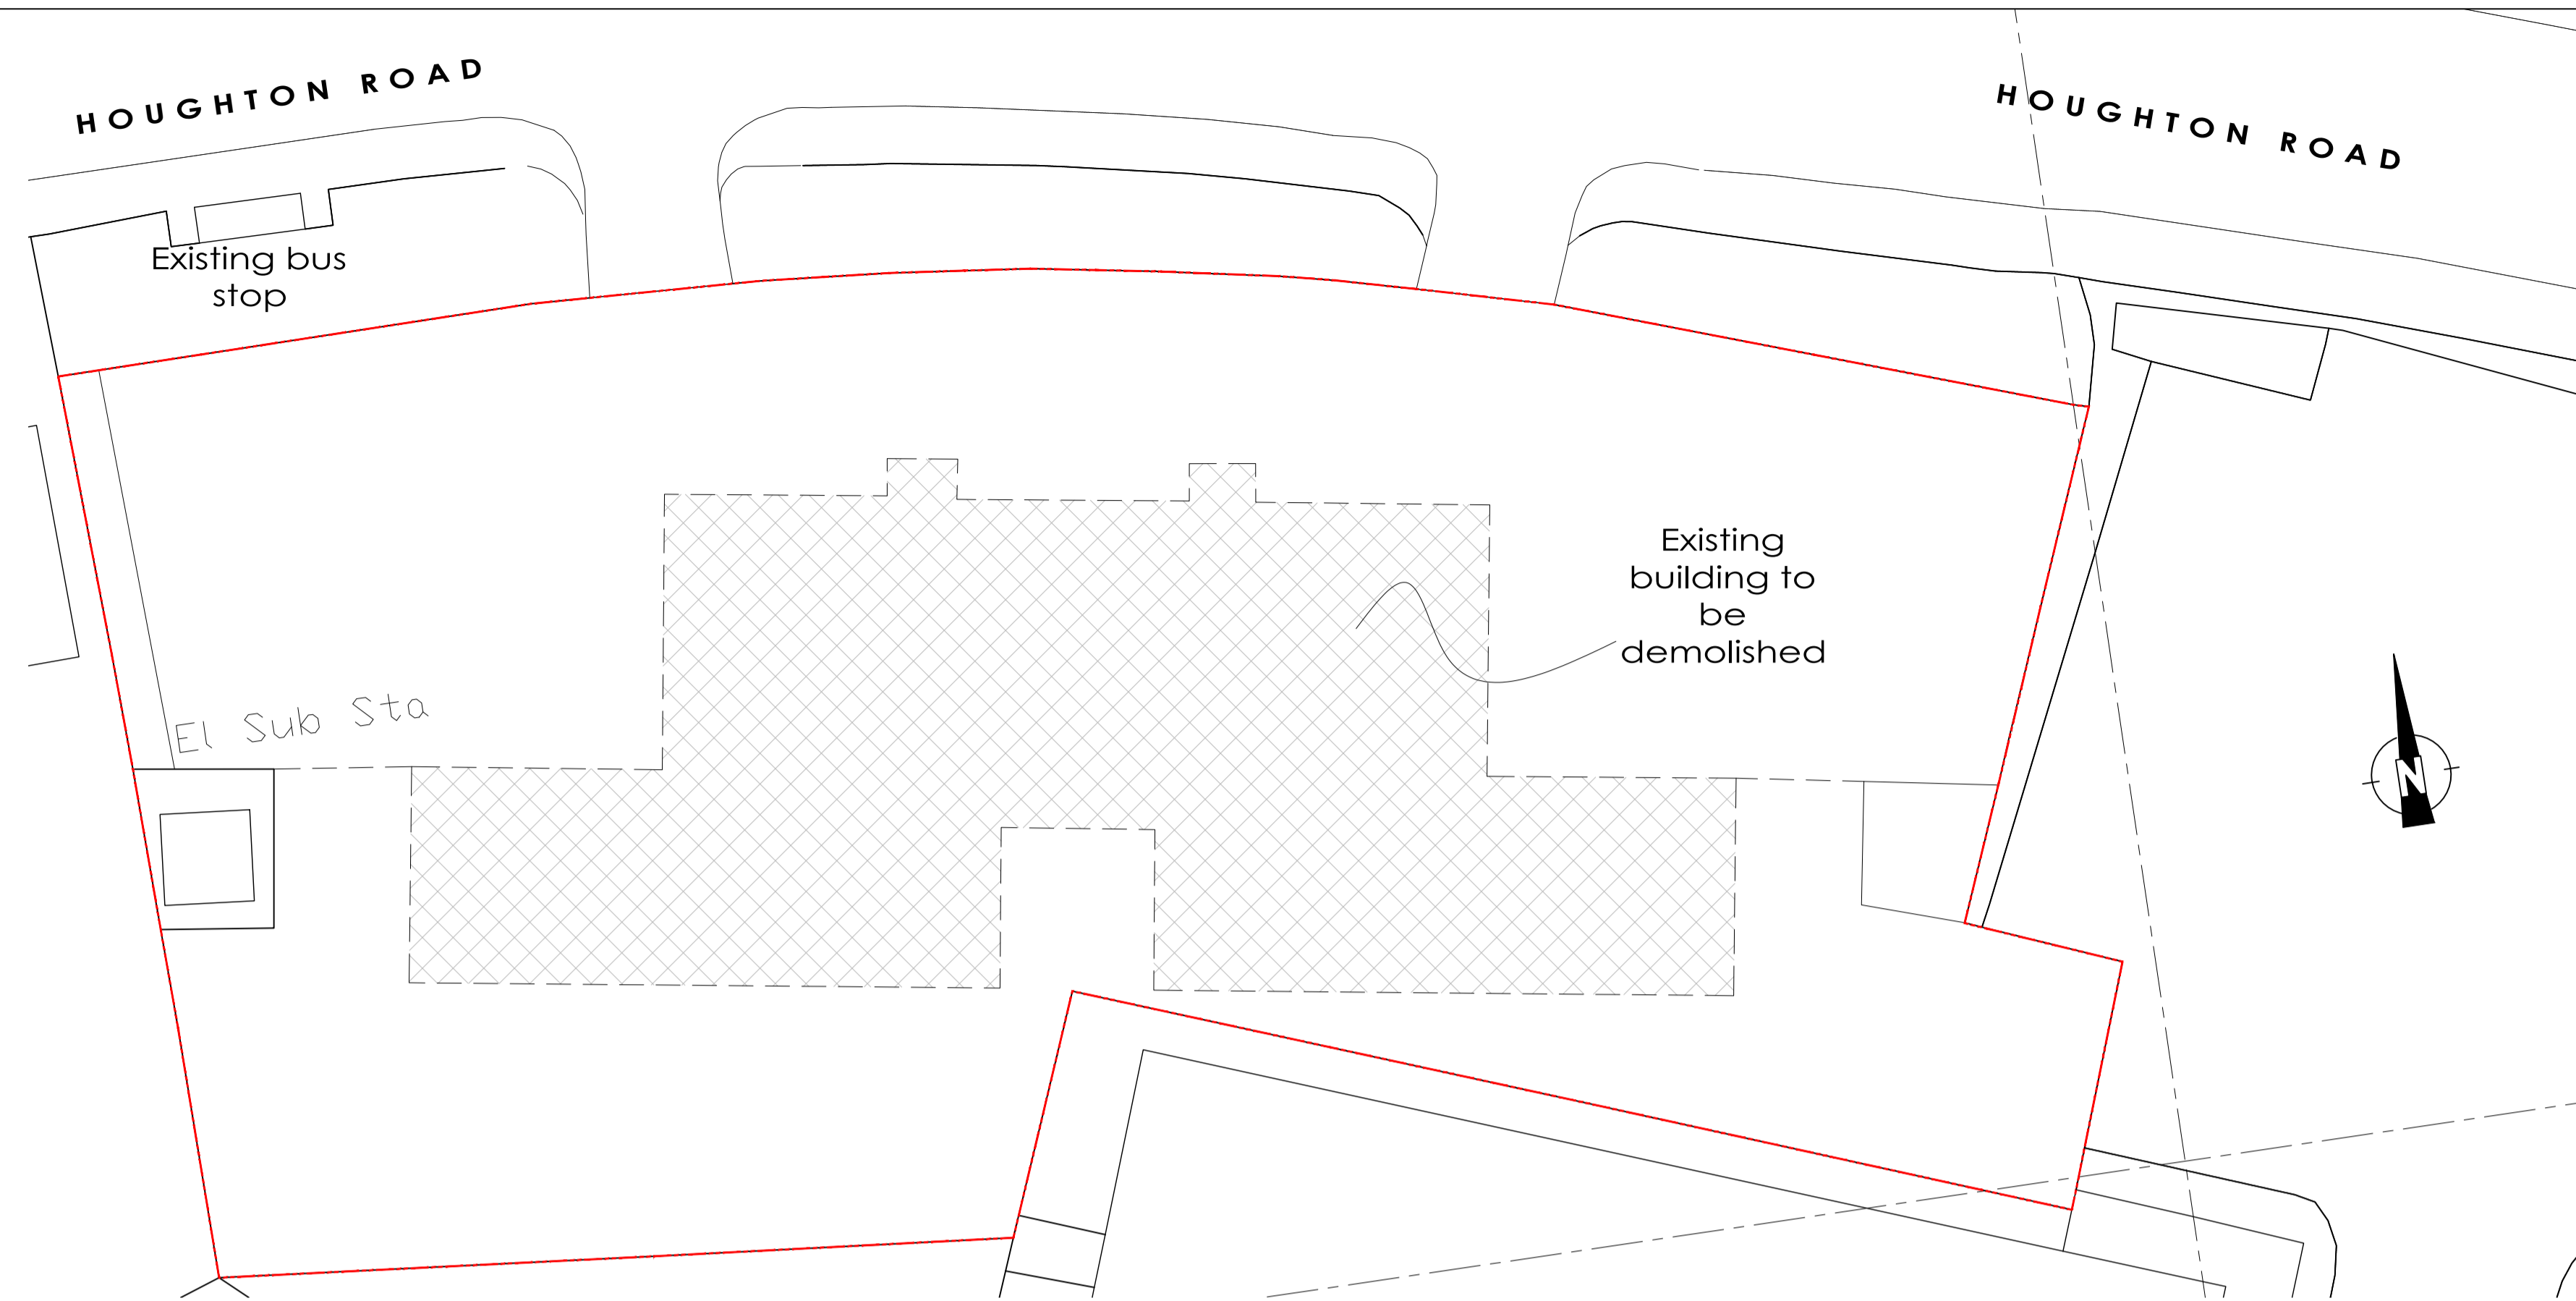 HOUGHTON ROAD
HOUGHTON ROAD
Existing bus
stop
Existing
building to
be
demolished
El Sub Sta
N